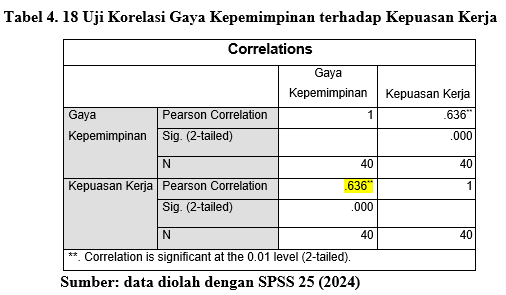 Tabel 4. 18 Uji Korelasi Gaya Kepemimpinan terhadap Kepuasan Kerja
Correlations
Gaya
Kepemimpinan Kepuasan Kerja
Gaya Pearson Correlation 1 .636**
Kepemimpinan Sig. (2-tailed) .000
N 40 40
Kepuasan Kerja Pearson Correlation .636** 1
Sig. (2-tailed) .000
N 40 40
**. Correlation is significant at the 0.01 level (2-tailed).
Sumber: data diolah dengan SPSS 25 (2024)